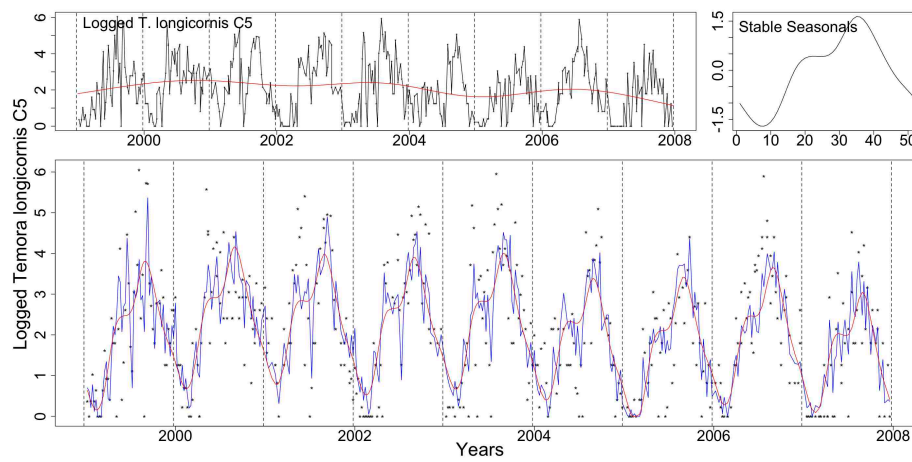 Logged T. longicornis C5
0 2 4 6
2000 2002 2004 2006 2008
Stable Seasonals
-1.5 0.0 1.5
0 10 20 30 40 50
Logged Temora longicornis C5
0 1 2 3 4 5 6
2000 2002 2004 2006 2008
Years